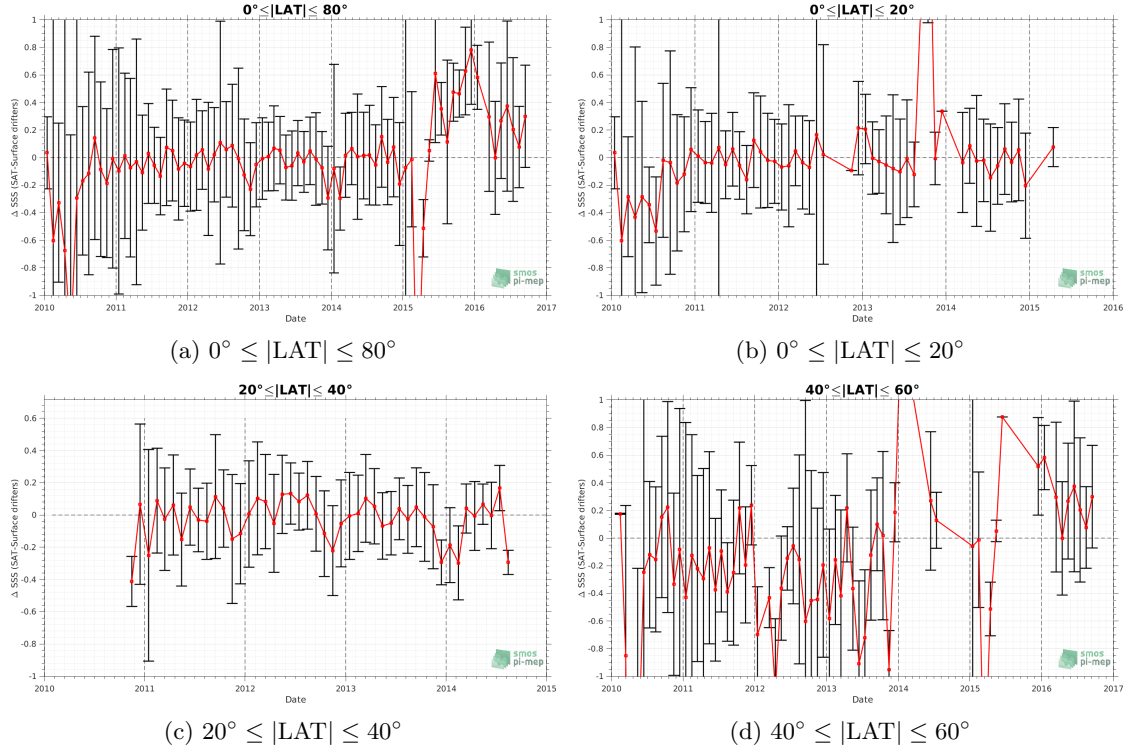 0°≤|LAT|≤ 80°
Δ SSS (SAT-Surface drifters)
1
0.8
0.6
0.4
0.2
0
-0.2
-0.4
-0.6
-0.8
-1
2010 2011 2012 2013 2014 2015 2016 2017
Date
smos
pi-mep
(a) 0° ≤ |LAT| ≤ 80°
0°≤|LAT|≤ 20°
Δ SSS (SAT-Surface drifters)
1
0.8
0.6
0.4
0.2
0
-0.2
-0.4
-0.6
-0.8
-1
2010 2011 2012 2013 2014 2015 2016
Date
smos
pi-mep
(b) 0° ≤ |LAT| ≤ 20°
20°≤|LAT|≤ 40°
Δ SSS (SAT-Surface drifters)
0.6
0.4
0.2
0
-0.2
-0.4
-0.6
-0.8
-1
2010 2011 2012 2013 2014 2015
Date
smos
pi-mep
(c) 20° ≤ |LAT| ≤ 40°
40°≤|LAT|≤ 60°
Δ SSS (SAT-Surface drifters)
1
0.8
0.6
0.4
0.2
0
-0.2
-0.4
-0.6
-0.8
-1
2010 2011 2012 2013 2014 2015 2016 2017
Date
smos
pi-mep
(d) 40° ≤ |LAT| ≤ 60°